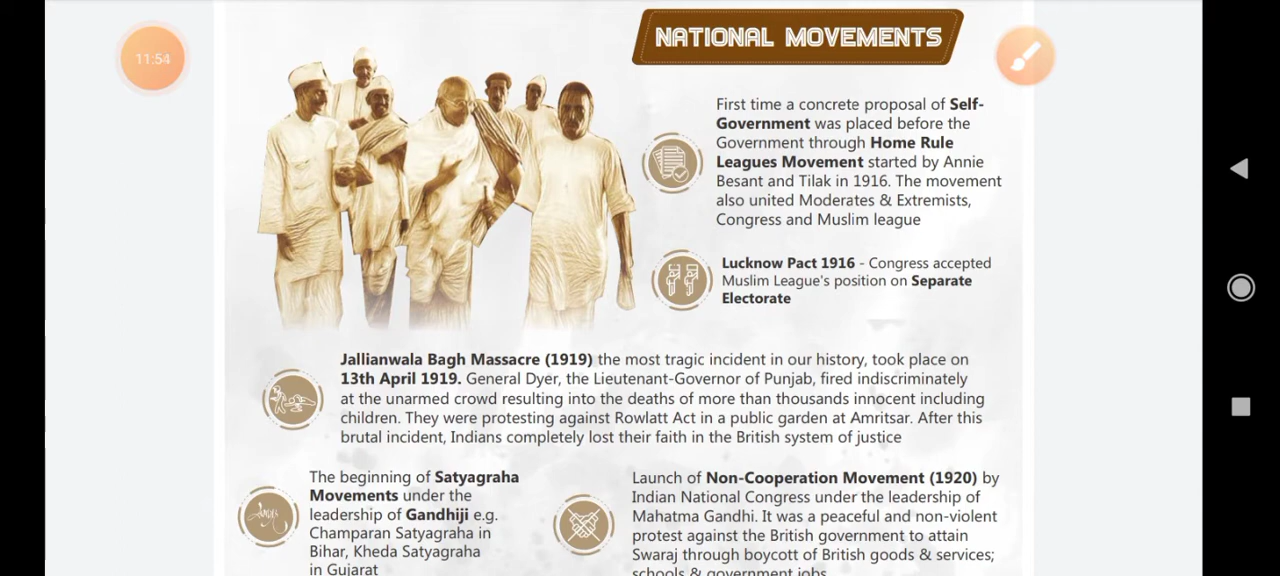 11:54
NATIONAL MOVEMENTS
First time a concrete proposal of Self-
Government was placed before the
Government through Home Rule
Leagues Movement started by Annie
Besant and Tilak in 1916. The movement
also united Moderates & Extremists,
Congress and Muslim league
Lucknow Pact 1916 - Congress accepted
Muslim League's position on Separate
Electorate
Jallianwala Bagh Massacre (1919) the most tragic incident in our history, took place on
13th April 1919. General Dyer, the Lieutenant-Governor of Punjab, fired indiscriminately
at the unarmed crowd resulting into the deaths of more than thousands innocent including
children. They were protesting against Rowlatt Act in a public garden at Amritsar. After this
brutal incident, Indians completely lost their faith in the British system of justice
The beginning of Satyagraha
Movements under the
leadership of Gandhiji e.g.
Champaran Satyagraha in
Bihar, Kheda Satyagraha
in Gujarat
Launch of Non-Cooperation Movement (1920) by
Indian National Congress under the leadership of
Mahatma Gandhi. It was a peaceful and non-violent
protest against the British government to attain
Swaraj through boycott of British goods & services;
schools & government jobs